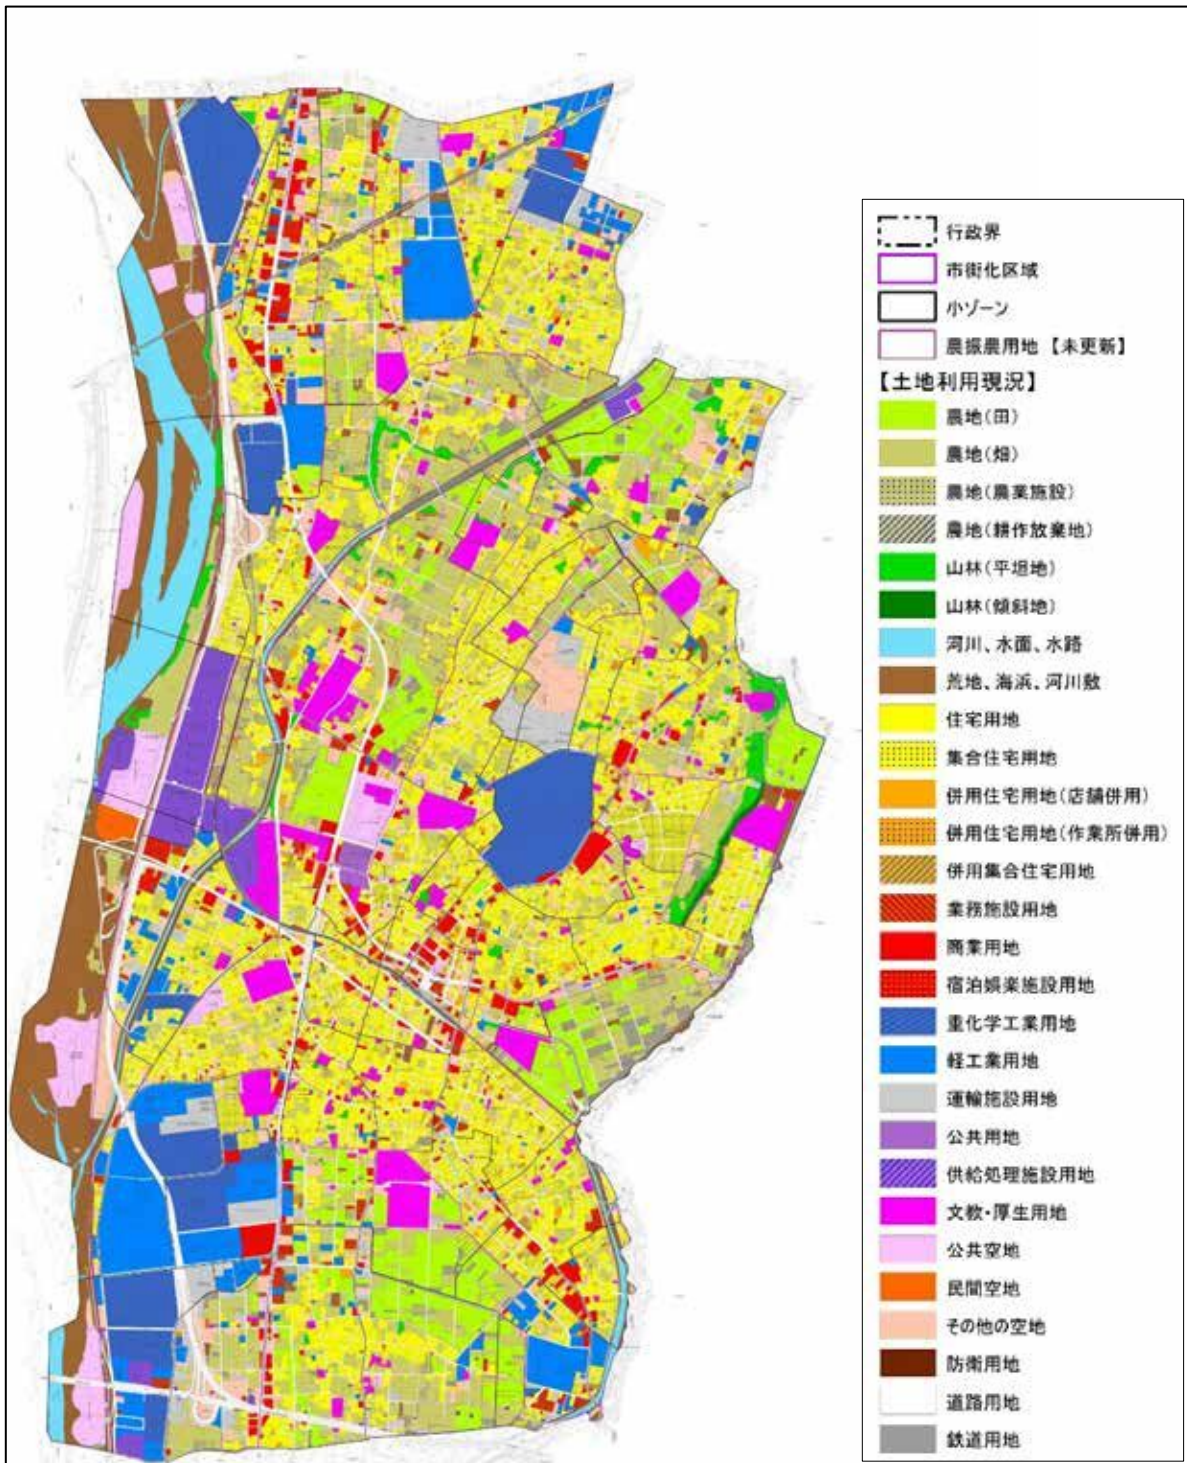 行政界
市街化区域
小ゾーン
農振農用地 【未更新】
【土地利用現況】
農地(田)
農地(畑)
農地(農業施設)
農地(耕作放棄地)
山林(平坦地)
山林(傾斜地)
河川、水面、水路
荒地、海浜、河川敷
住宅用地
集合住宅用地
併用住宅用地(店舗併用)
併用住宅用地(作業所併用)
併用集合住宅用地
業務施設用地
商業用地
宿泊娯楽施設用地
重化学工業用地
軽工業用地
運輸施設用地
公共用地
供給処理施設用地
文教・厚生用地
公共空地
民間空地
その他の空地
防衛用地
道路用地
鉄道用地